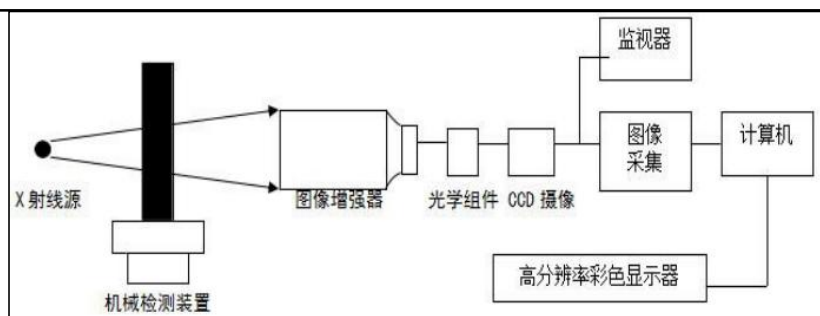 监视器
图像
采集
计算机
X射线源
图像增强器
光学组件 CCD 摄像
高分辨率彩色显示器
机械检测装置